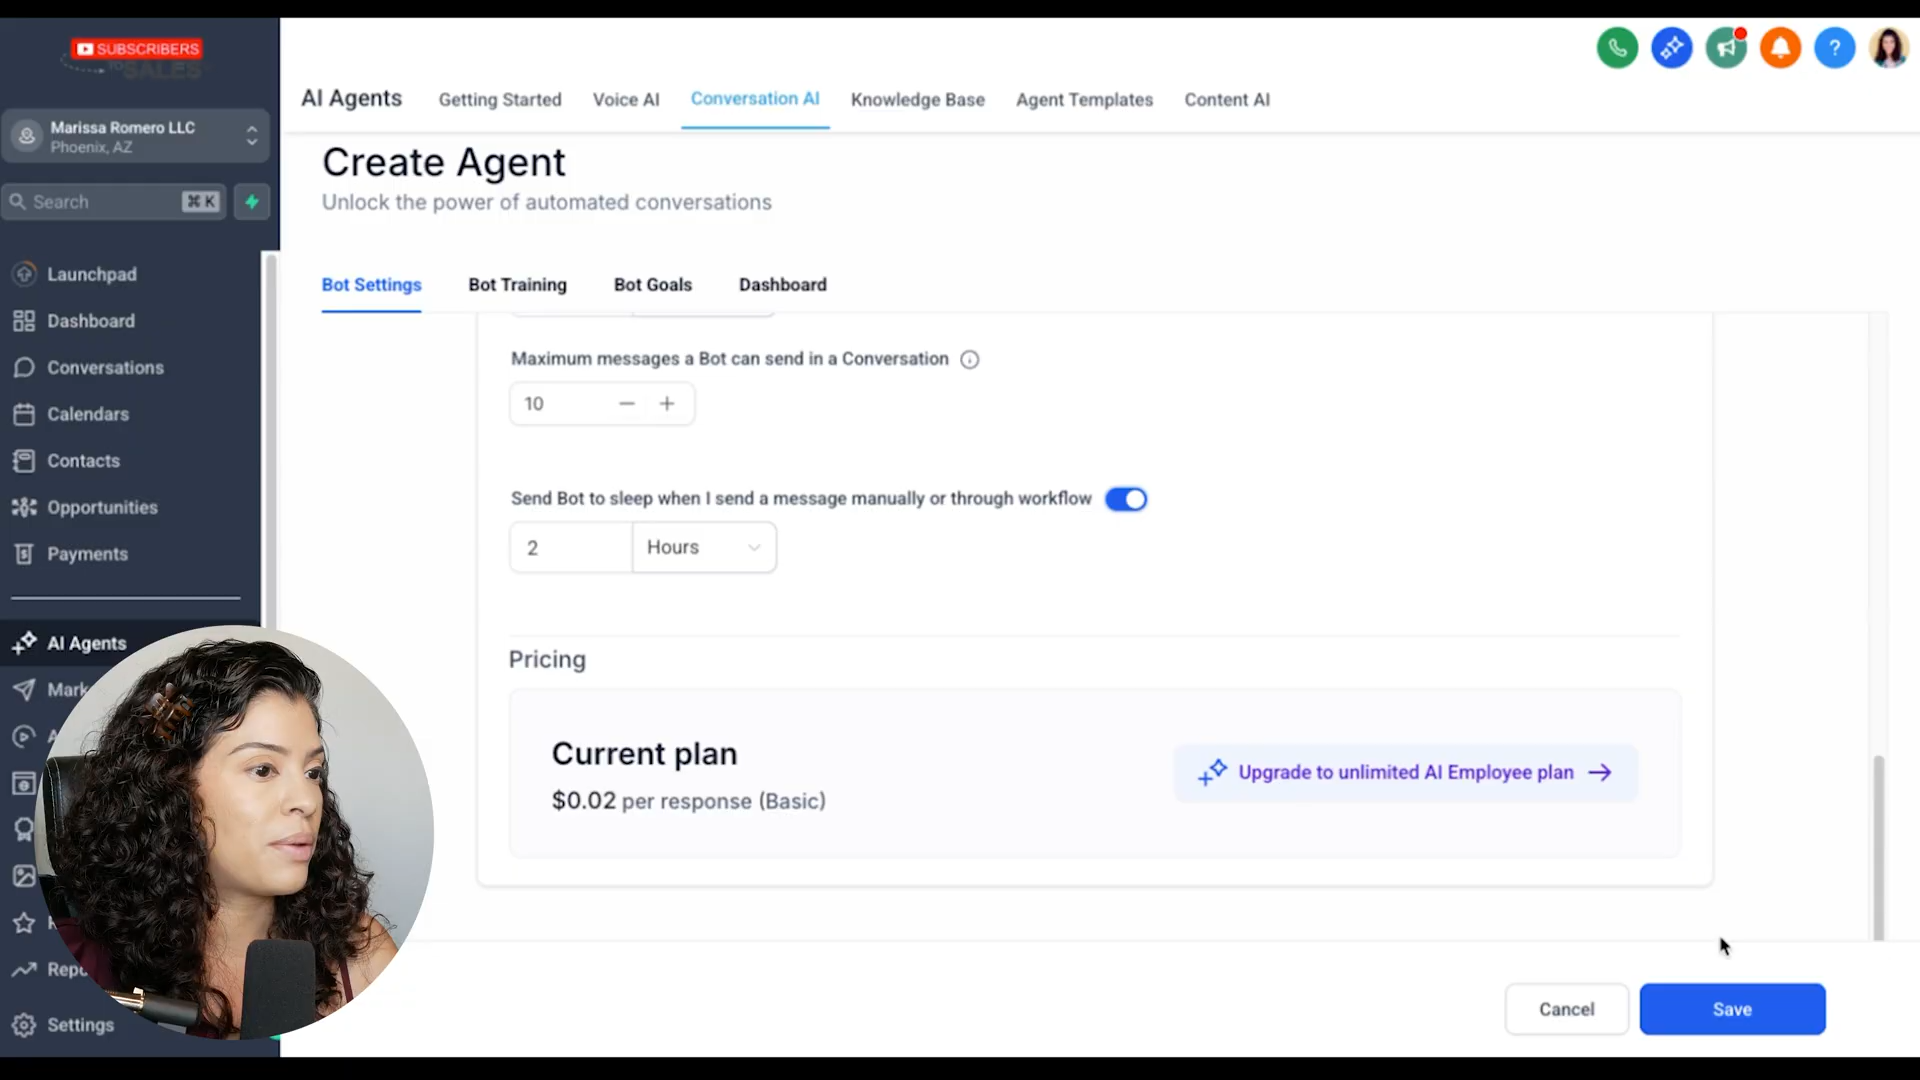 SUBSCRIBERS
TO
SALES
Marissa Romero LLC
Phoenix, AZ
Search
⌘ K
Launchpad
Dashboard
Conversations
Calendars
Contacts
Opportunities
Payments
AI Agents
Settings
AI Agents
Getting Started
Voice AI
Conversation AI
Knowledge Base
Agent Templates
Content AI
Create Agent
Unlock the power of automated conversations
Bot Settings
Bot Training
Bot Goals
Dashboard
Maximum messages a Bot can send in a Conversation
10
Send Bot to sleep when I send a message manually or through workflow
2
Hours
Pricing
Current plan
$0.02 per response (Basic)
Upgrade to unlimited AI Employee plan
Cancel
Save